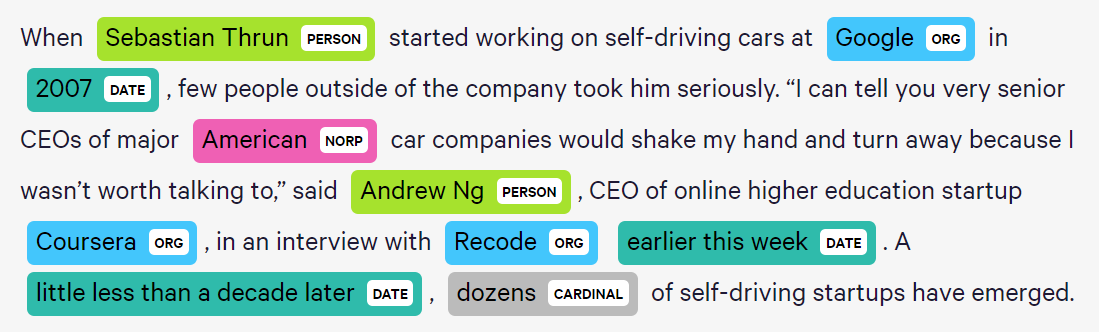 When Sebastian Thrun PERSON started working on self-driving cars at Google ORG in
2007 DATE , few people outside of the company took him seriously. “I can tell you very senior
CEOs of major American NORP car companies would shake my hand and turn away because I
wasn’t worth talking to,” said Andrew Ng PERSON , CEO of online higher education startup
Coursera ORG , in an interview with Recode ORG earlier this week DATE . A
little less than a decade later DATE , dozens CARDINAL of self-driving startups have emerged.